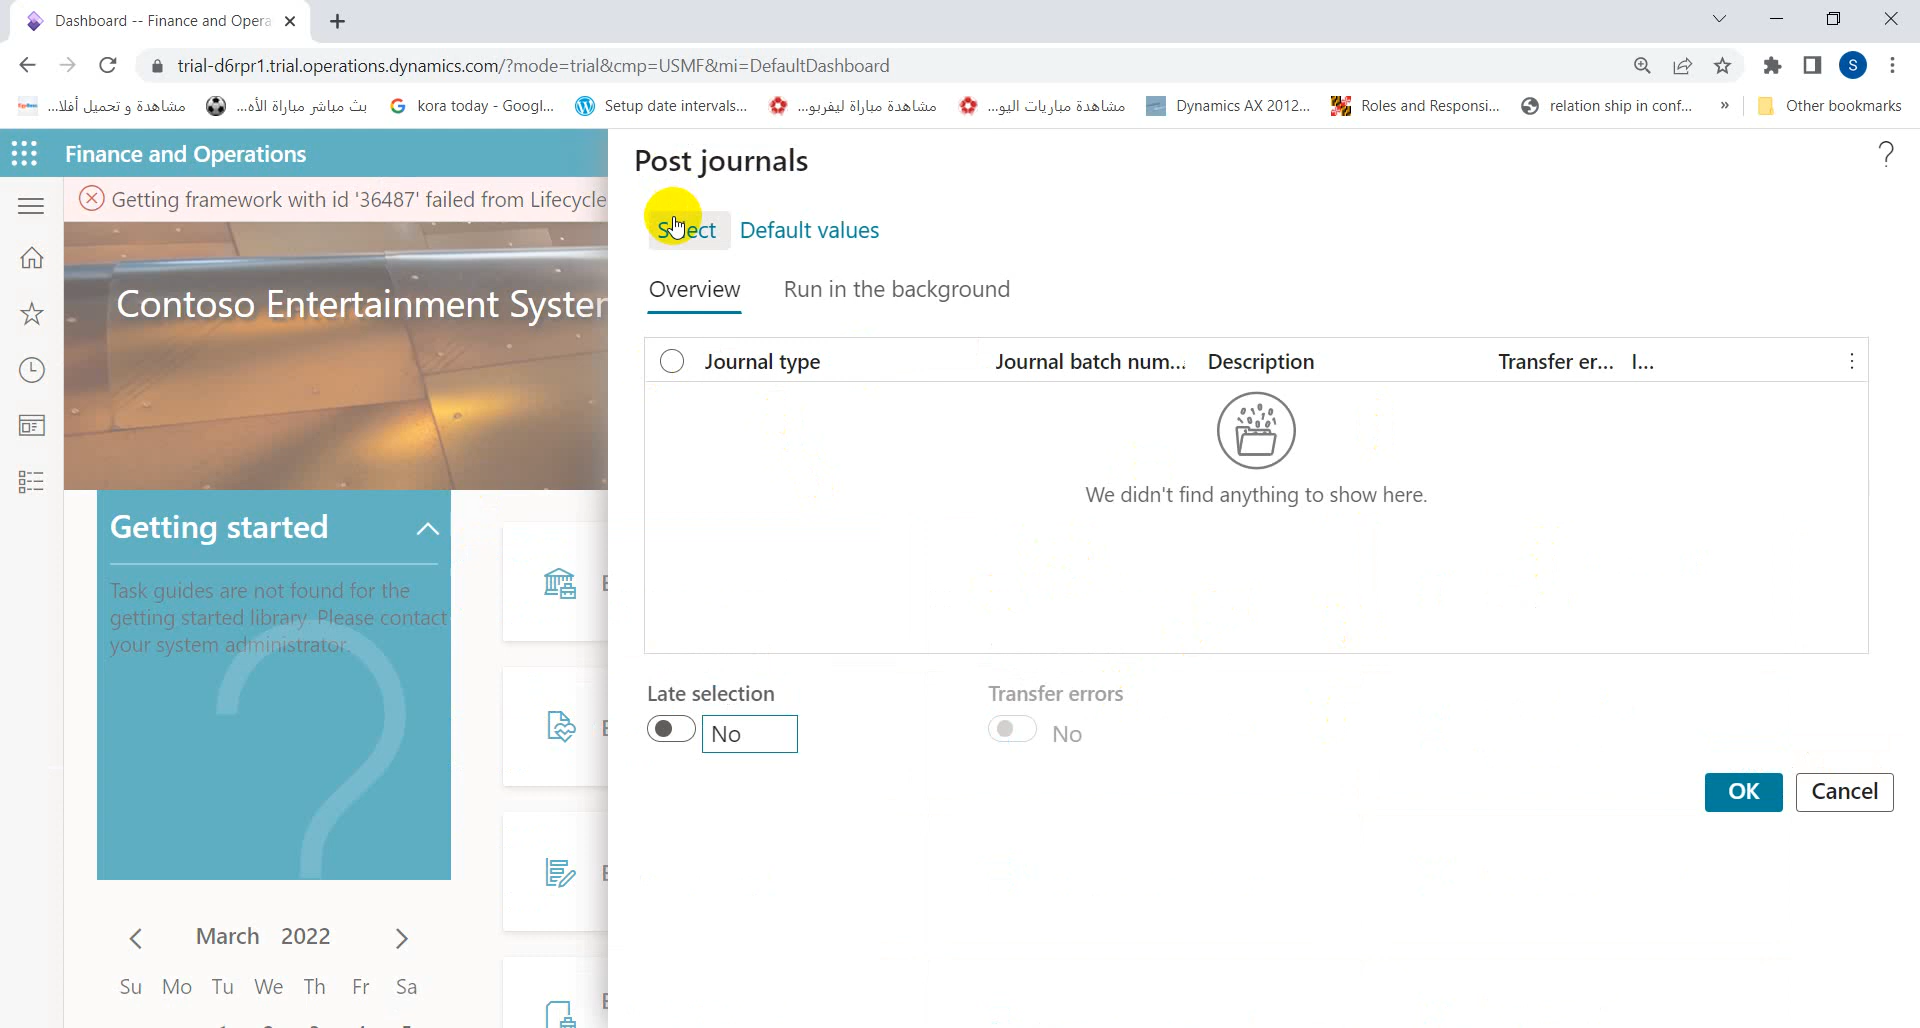 Dashboard -- Finance and Opera
trial-d6rpr1.trial.operations.dynamics.com/?mode=trial&cmp=USMF&mi=DefaultDashboard
S
مشاهدة و تحميل أفلا...
بث مباشر مباراة الأه...
kora today - Googl...
Setup date intervals...
مشاهدة مباراة ليفربو...
مشاهدة مباريات اليو...
Dynamics AX 2012...
Roles and Responsi...
relation ship in conf...
»
Other bookmarks
Finance and Operations
Getting framework with id '36487' failed from Lifecycle
Contoso Entertainment System
Getting started
Task guides are not found for the
getting started library. Please contact
your system administrator.
March 2022
Su Mo Tu We Th Fr Sa
Post journals
?
Select Default values
Overview Run in the background
Journal type Journal batch num... Description Transfer er... I...
We didn't find anything to show here.
Late selection Transfer errors
No No
OK Cancel